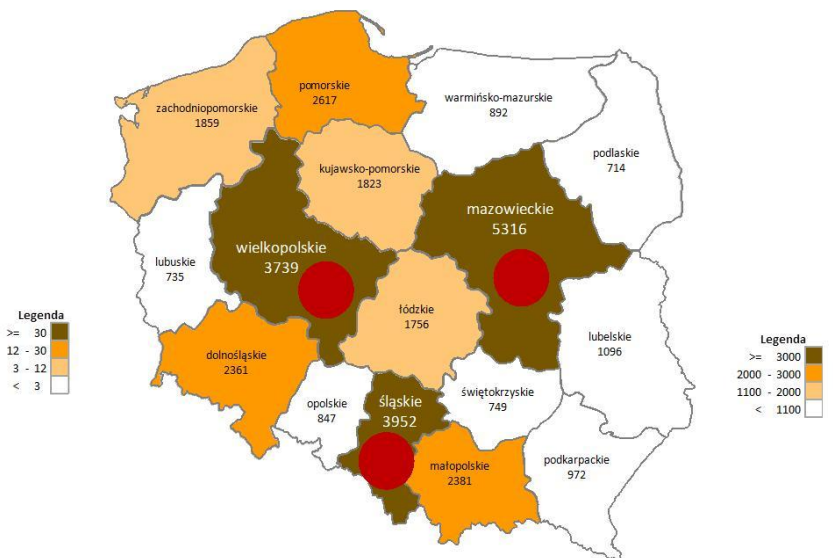 pomorskie
2617
warmińsko-mazurskie
892
zachodniopomorskie
1859
podlaskie
714
kujawsko-pomorskie
1823
mazowieckie
5316
wielkopolskie
3739
lubuskie
735
łódzkie
1756
lubelskie
1096
dolnośląskie
2361
opolskie
847
śląskie
3952
świętokrzyskie
749
małopolskie
2381
podkarpackie
972
Legenda
>= 30
12 - 30
3 - 12
< 3
Legenda
>= 3000
2000 - 3000
1100 - 2000
< 1100